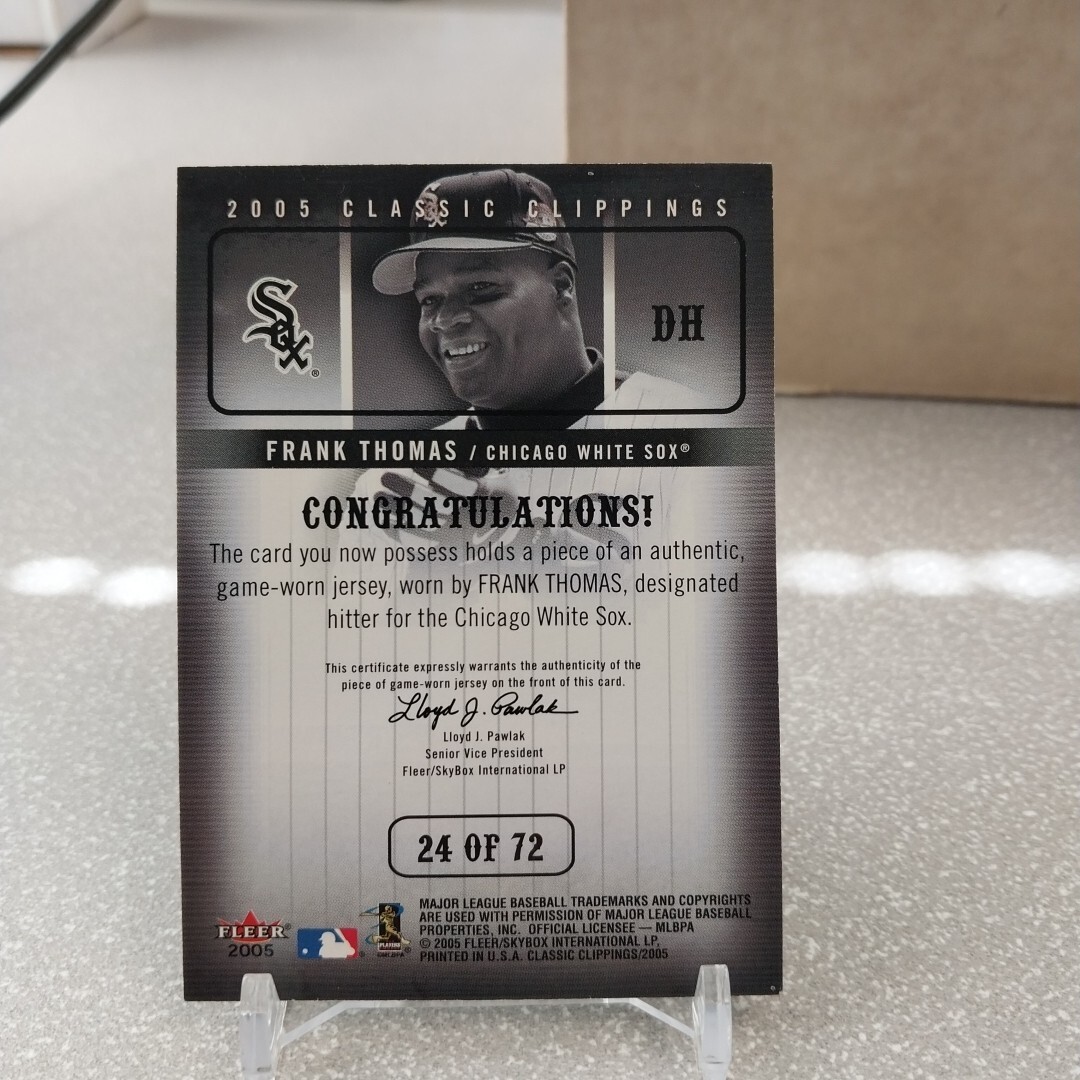 2005 CLASSIC CLIPPINGS
Sox®
DH
FRANK THOMAS / CHICAGO WHITE SOX®
CONGRATULATIONS!
The card you now possess holds a piece of an authentic,
game-worn jersey, worn by FRANK THOMAS, designated
hitter for the Chicago White Sox.
This certificate expressly warrants the authenticity of the
piece of game-worn jersey on the front of this card.
Lloyd J. Pawlak
Lloyd J. Pawlak
Senior Vice President
Fleer/SkyBox International LP
24 OF 72
FLEER®
2005
PLAYERS
©MLBPA
MAJOR LEAGUE BASEBALL TRADEMARKS AND COPYRIGHTS
ARE USED WITH PERMISSION OF MAJOR LEAGUE BASEBALL
PROPERTIES, INC. OFFICIAL LICENSEE — MLBPA
© 2005 FLEER/SKYBOX INTERNATIONAL LP,
PRINTED IN U.S.A. CLASSIC CLIPPINGS/2005